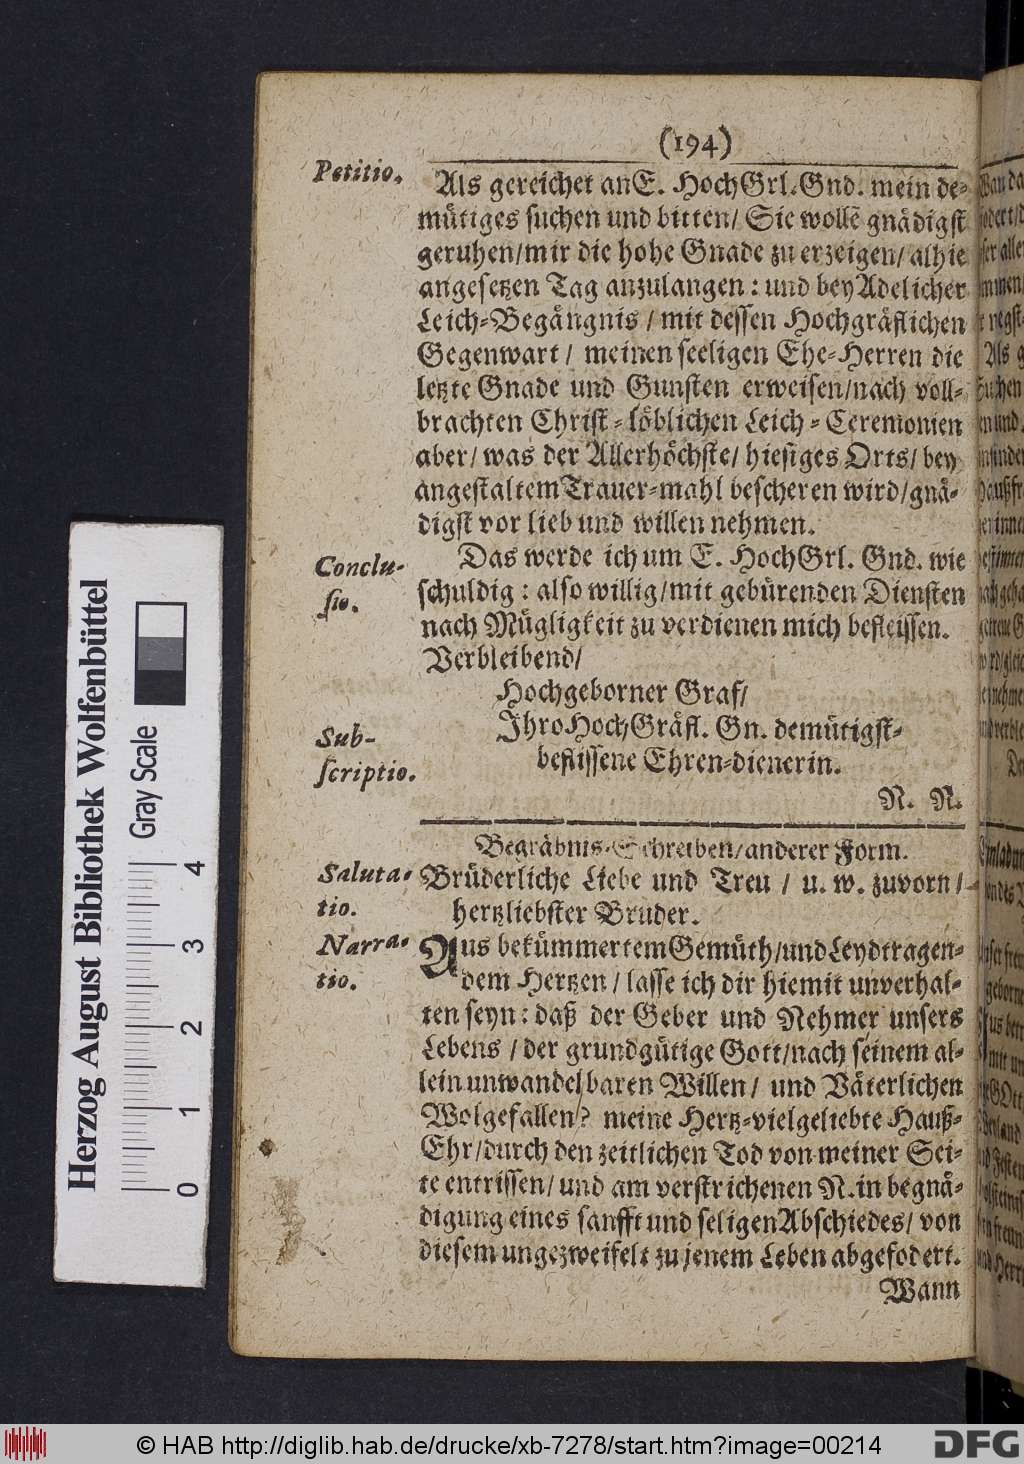 (194)
Petitio.
Als gereichet an E. HochGrl. Gnd. mein de-
mütiges suchen und bitten/ Sie wollē gnädigst
geruhen/mir die hohe Gnade zu erzeigen/ alhie
angesetzen Tag anzulangen: und bey Adelicher
Leich-Begängnis / mit dessen Hochgräflichen
Gegenwart / meinen seeligen Ehe-Herren die
letzte Gnade und Gunsten erweisen/nach voll-
brachten Christ-löblichen Leich-Ceremonien
aber/ was der Allerhöchste/ hiesiges Orts/ bey
angestaltem Trauer-mahl bescheren wird/gnä-
digst vor lieb und willen nehmen.
Conclu-
sio.
Das werde ich um E. HochGrl. Gnd. wie
schuldig: also willig/mit gebürenden Diensten
nach Mügligkeit zu verdienen mich befleissen.
Verbleibend/
Hochgeborner Graf/
Sub-
scriptio.
Ihro HochGräfl. Gn. demütigst-
beflissene Ehren-dienerin.
N. N.
Begräbnis-Schreiben/anderer Form.
Saluta-
tio.
Brüderliche Liebe und Treu / u. w. zuvorn /
hertzliebster Bruder.
Narra-
tio.
Aus bekümmertem Gemüth/und Leydtragen-
dem Hertzen / lasse ich dir hiemit unverhal-
ten seyn: daß der Geber und Nehmer unsers
Lebens / der grundgütige Gott/nach seinem al-
lein unwandelbaren Willen / und Väterlichen
Wolgefallen? meine Hertz-vielgeliebte Hauß-
Ehr/durch den zeitlichen Tod von meiner Sei-
te entrissen/ und am verstrichenen N. in begnä-
digung eines sanfft und seligen Abschiedes/ von
diesem ungezweifelt zu jenem Leben abgefodert.
Wann
Herzog August Bibliothek Wolfenbüttel
Gray Scale
0 1 2 3 4
© HAB http://diglib.hab.de/drucke/xb-7278/start.htm?image=00214
DFG